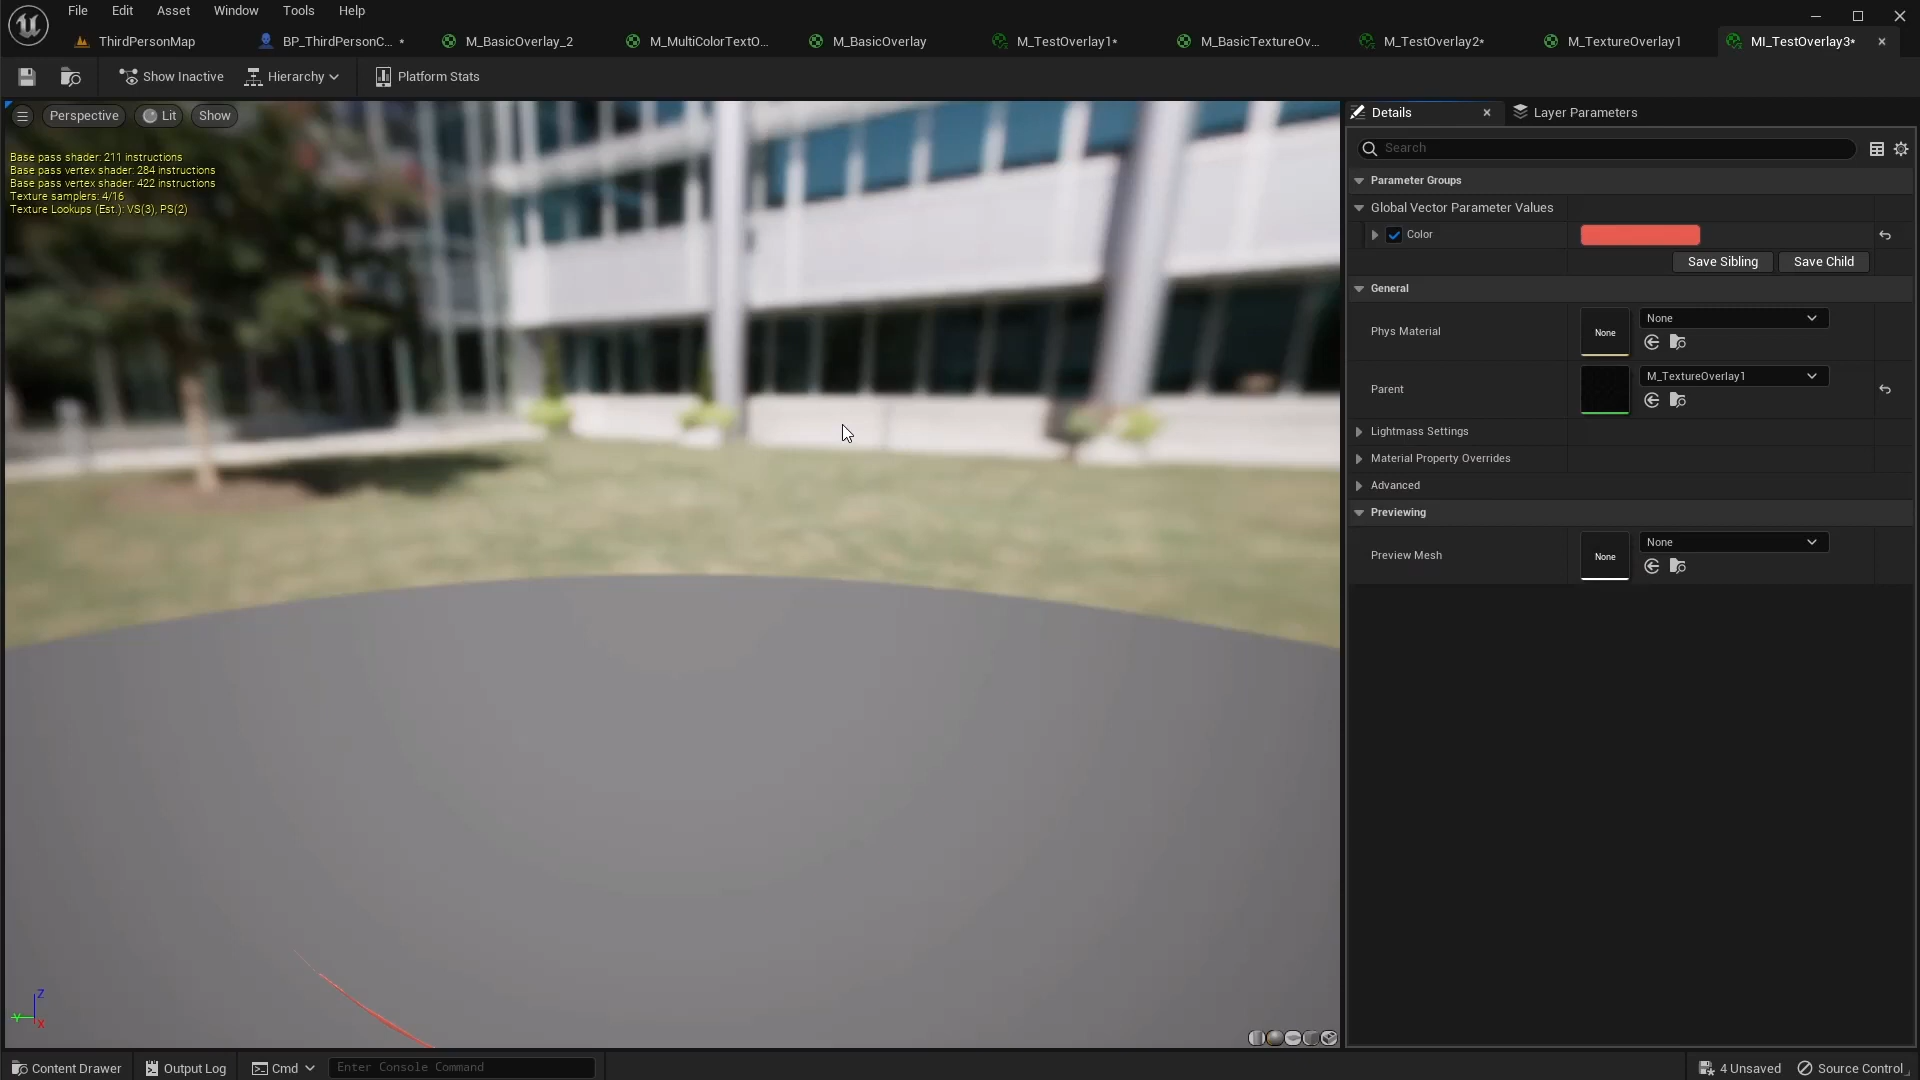 File Edit Asset Window Tools Help
ThirdPersonMap BP_ThirdPersonC... * M_BasicOverlay_2 M_MultiColorTextO... M_BasicOverlay M_TestOverlay1* M_BasicTextureOv... M_TestOverlay2* M_TextureOverlay1 MI_TestOverlay3*
Show Inactive Hierarchy Platform Stats
Perspective Lit Show
Base pass shader: 211 instructions
Base pass vertex shader: 284 instructions
Base pass vertex shader: 422 instructions
Texture samplers: 4/16
Texture Lookups (Est.): VS(3), PS(2)
Z
Y
X
Details Layer Parameters
Search
Parameter Groups
Global Vector Parameter Values
Color
Save Sibling Save Child
General
Phys Material None None
Parent M_TextureOverlay1
Lightmass Settings
Material Property Overrides
Advanced
Previewing
Preview Mesh None None
Content Drawer Output Log Cmd Enter Console Command 4 Unsaved Source Control